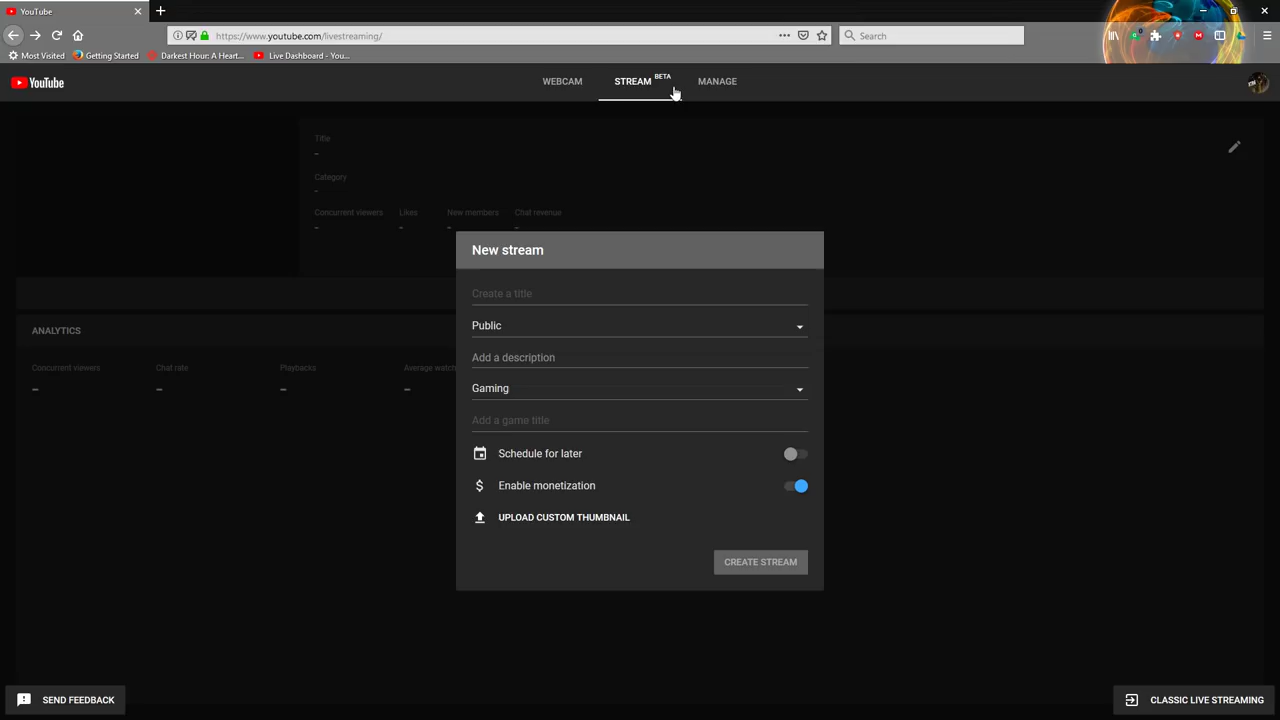 YouTube
https://www.youtube.com/livestreaming/
Search
Most Visited
Getting Started
Darkest Hour: A Heart...
Live Dashboard - You...
YouTube
WEBCAM
STREAM BETA
MANAGE
Title
-
Category
-
Concurrent viewers Likes New members Chat revenue
- - - -
New stream
Create a title
Public
Add a description
Gaming
Add a game title
Schedule for later
$ Enable monetization
UPLOAD CUSTOM THUMBNAIL
CREATE STREAM
ANALYTICS
Concurrent viewers Chat rate Playbacks Average watch
- - - -
SEND FEEDBACK
CLASSIC LIVE STREAMING